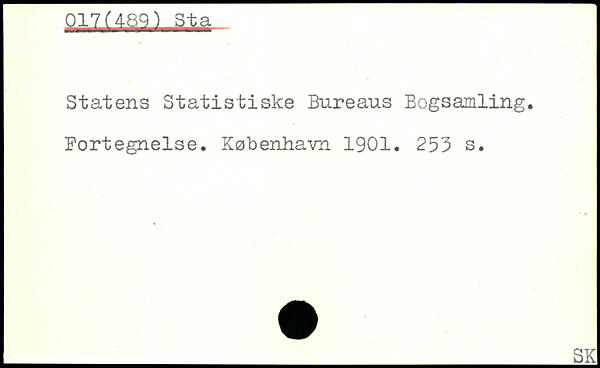 017(489) Sta
Statens Statistiske Bureaus Bogsamling.
Fortegnelse. København 1901. 253 s.
SK